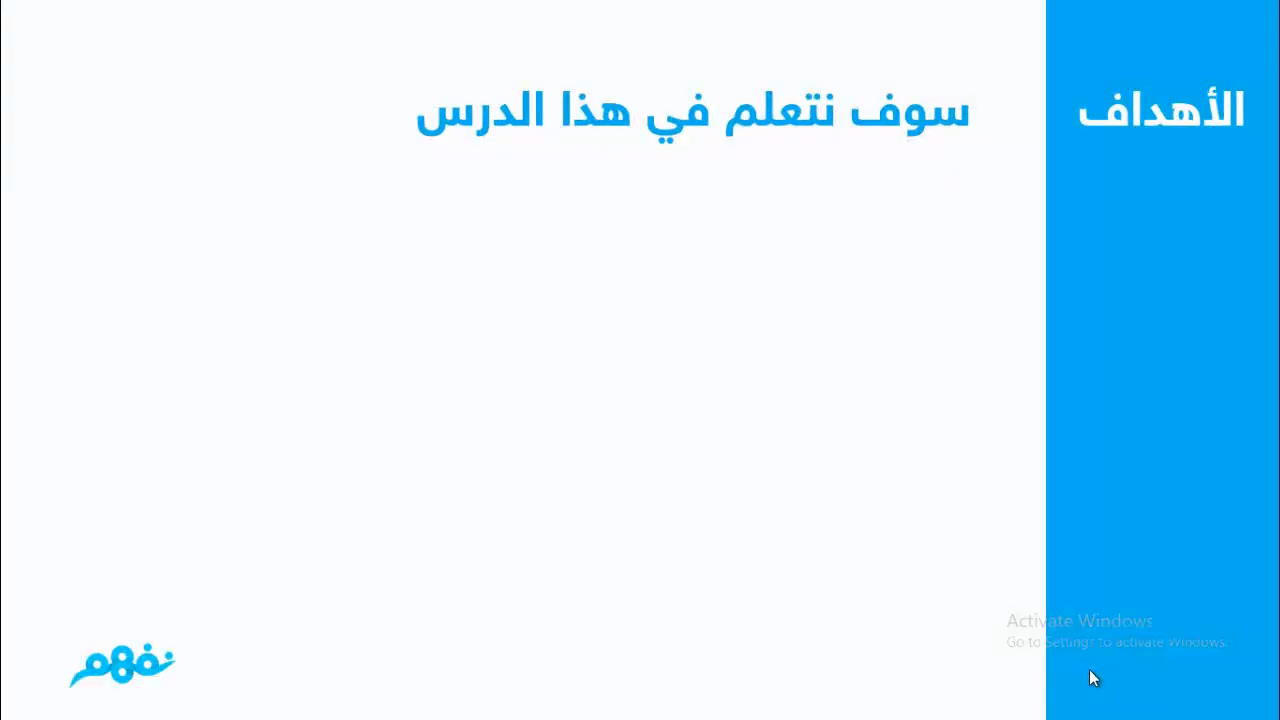 الأهداف
سوف نتعلم في هذا الدرس
Activate Windows
Go to Settings to activate Windows.
نفهم